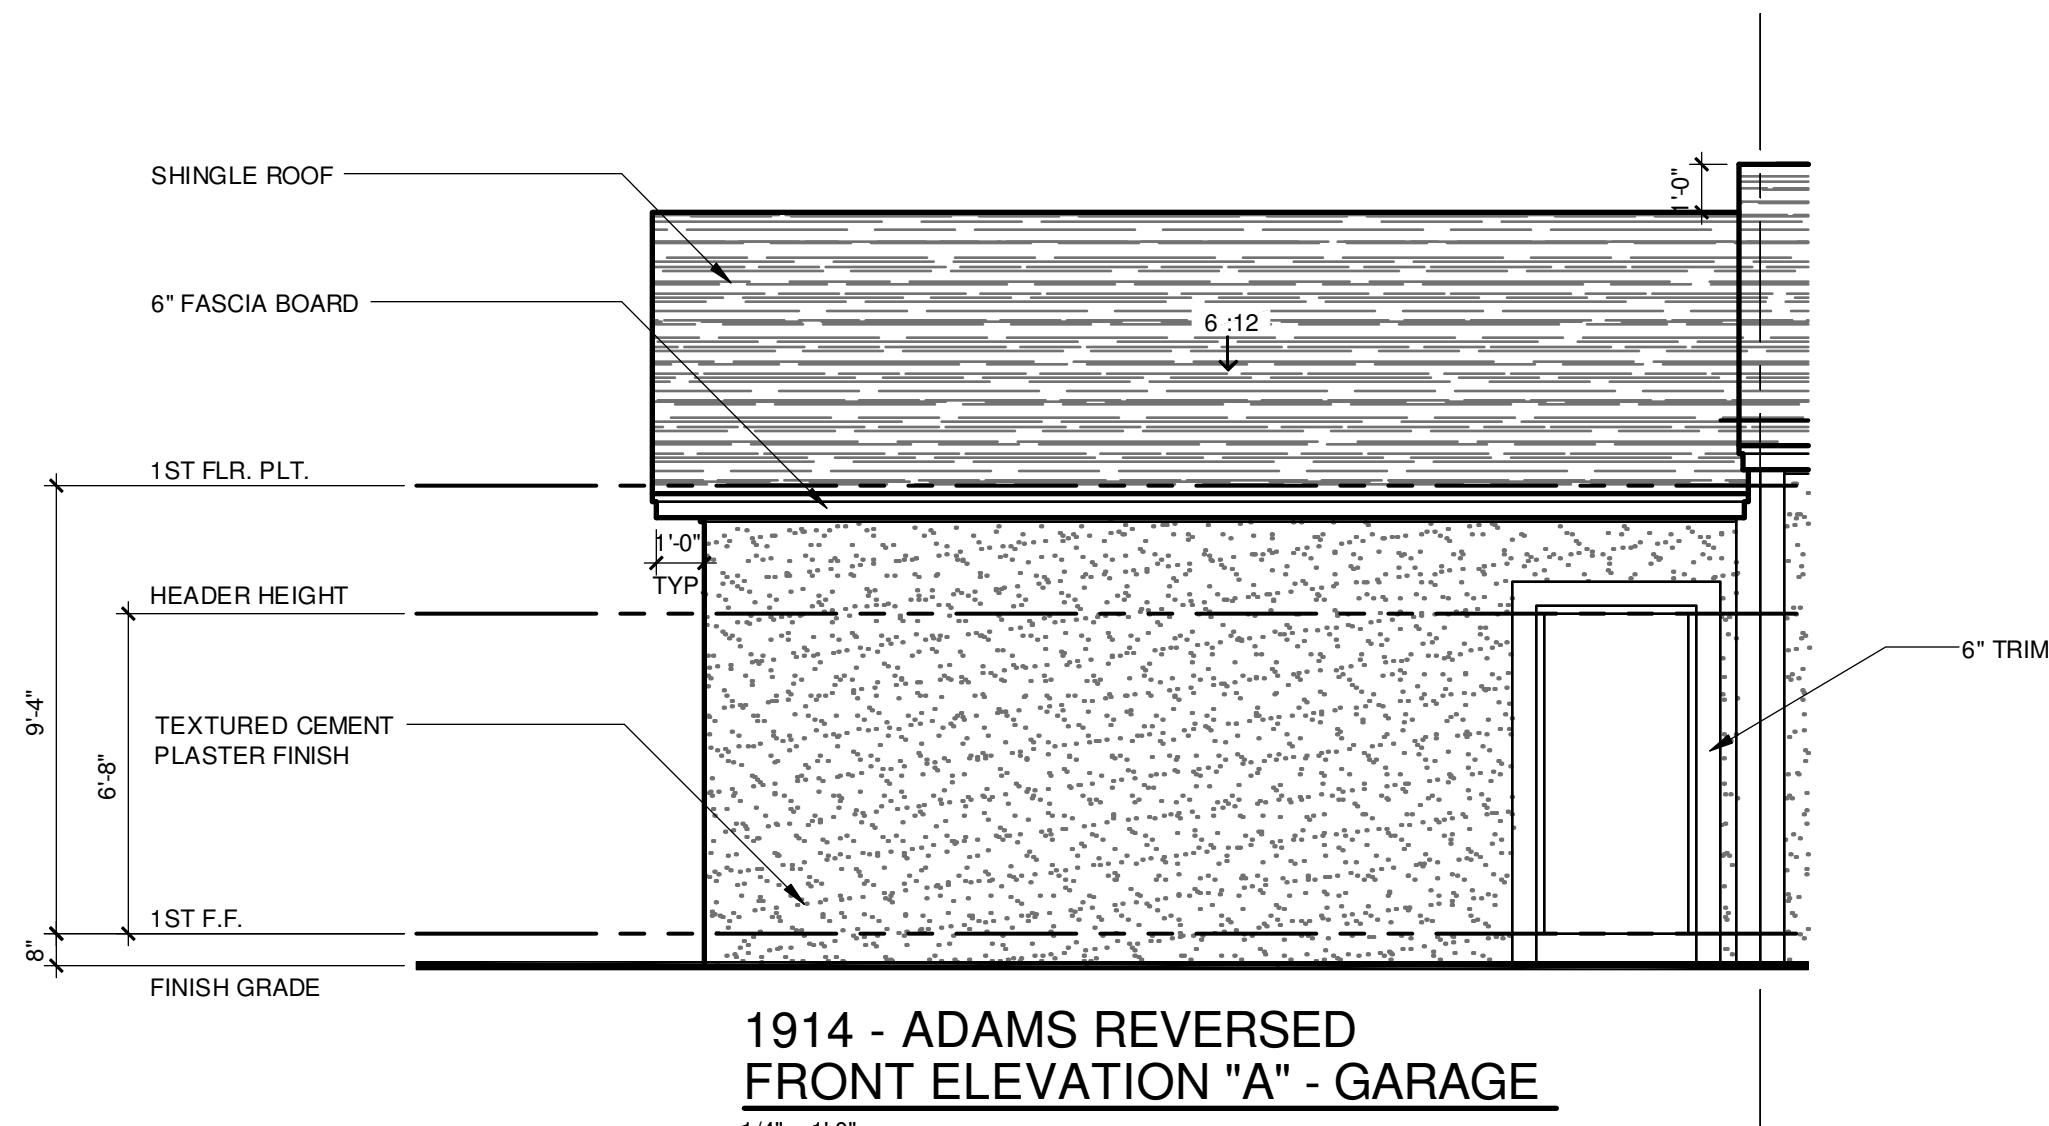 SHINGLE ROOF
1'-0"
6" FASCIA BOARD
6 :12
1ST FLR. PLT.
1'-0"
TYP.
HEADER HEIGHT
6" TRIM
9'-4"
TEXTURED CEMENT
PLASTER FINISH
6'-8"
1ST F.F.
8"
FINISH GRADE
1914 - ADAMS REVERSED
FRONT ELEVATION "A" - GARAGE